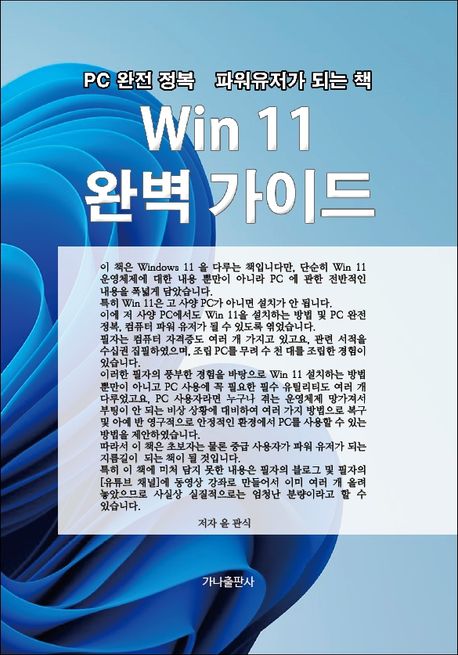 PC 완전 정복 파워유저가 되는 책
Win 11
완벽 가이드
이 책은 Windows 11 을 다루는 책입니다만, 단순히 Win 11
운영체제에 대한 내용 뿐만이 아니라 PC 에 관한 전반적인
내용을 폭넓게 담았습니다.
특히 Win 11은 고 사양 PC가 아니면 설치가 안 됩니다.
이에 저 사양 PC에서도 Win 11을 설치하는 방법 및 PC 완전
정복, 컴퓨터 파워 유저가 될 수 있도록 엮었습니다.
필자는 컴퓨터 자격증도 여러 개 가지고 있고요, 관련 서적을
수십권 집필하였으며, 조립 PC를 무려 수 천 대를 조립한 경험이
있습니다.
이러한 필자의 풍부한 경험을 바탕으로 Win 11 설치하는 방법
뿐만이 아니고 PC 사용에 꼭 필요한 필수 유틸리티도 여러 개
다루었고요, PC 사용자라면 누구나 겪는 운영체제 망가져서
부팅이 안 되는 비상 상황에 대비하여 여러 가지 방법으로 복구
및 아예 반 영구적으로 안정적인 환경에서 PC를 사용할 수 있는
방법을 제안하였습니다.
따라서 이 책은 초보자는 물론 중급 사용자가 파워 유저가 되는
지름길이 되는 책이 될 것입니다.
특히 이 책에 미처 담지 못한 내용은 필자의 블로그 및 필자의
[유튜브 채널]에 동영상 강좌로 만들어서 이미 여러 개 올려
놓았으므로 사실상 실질적으로는 엄청난 분량이라고 할 수
있습니다.
저자 윤 관식
가나출판사